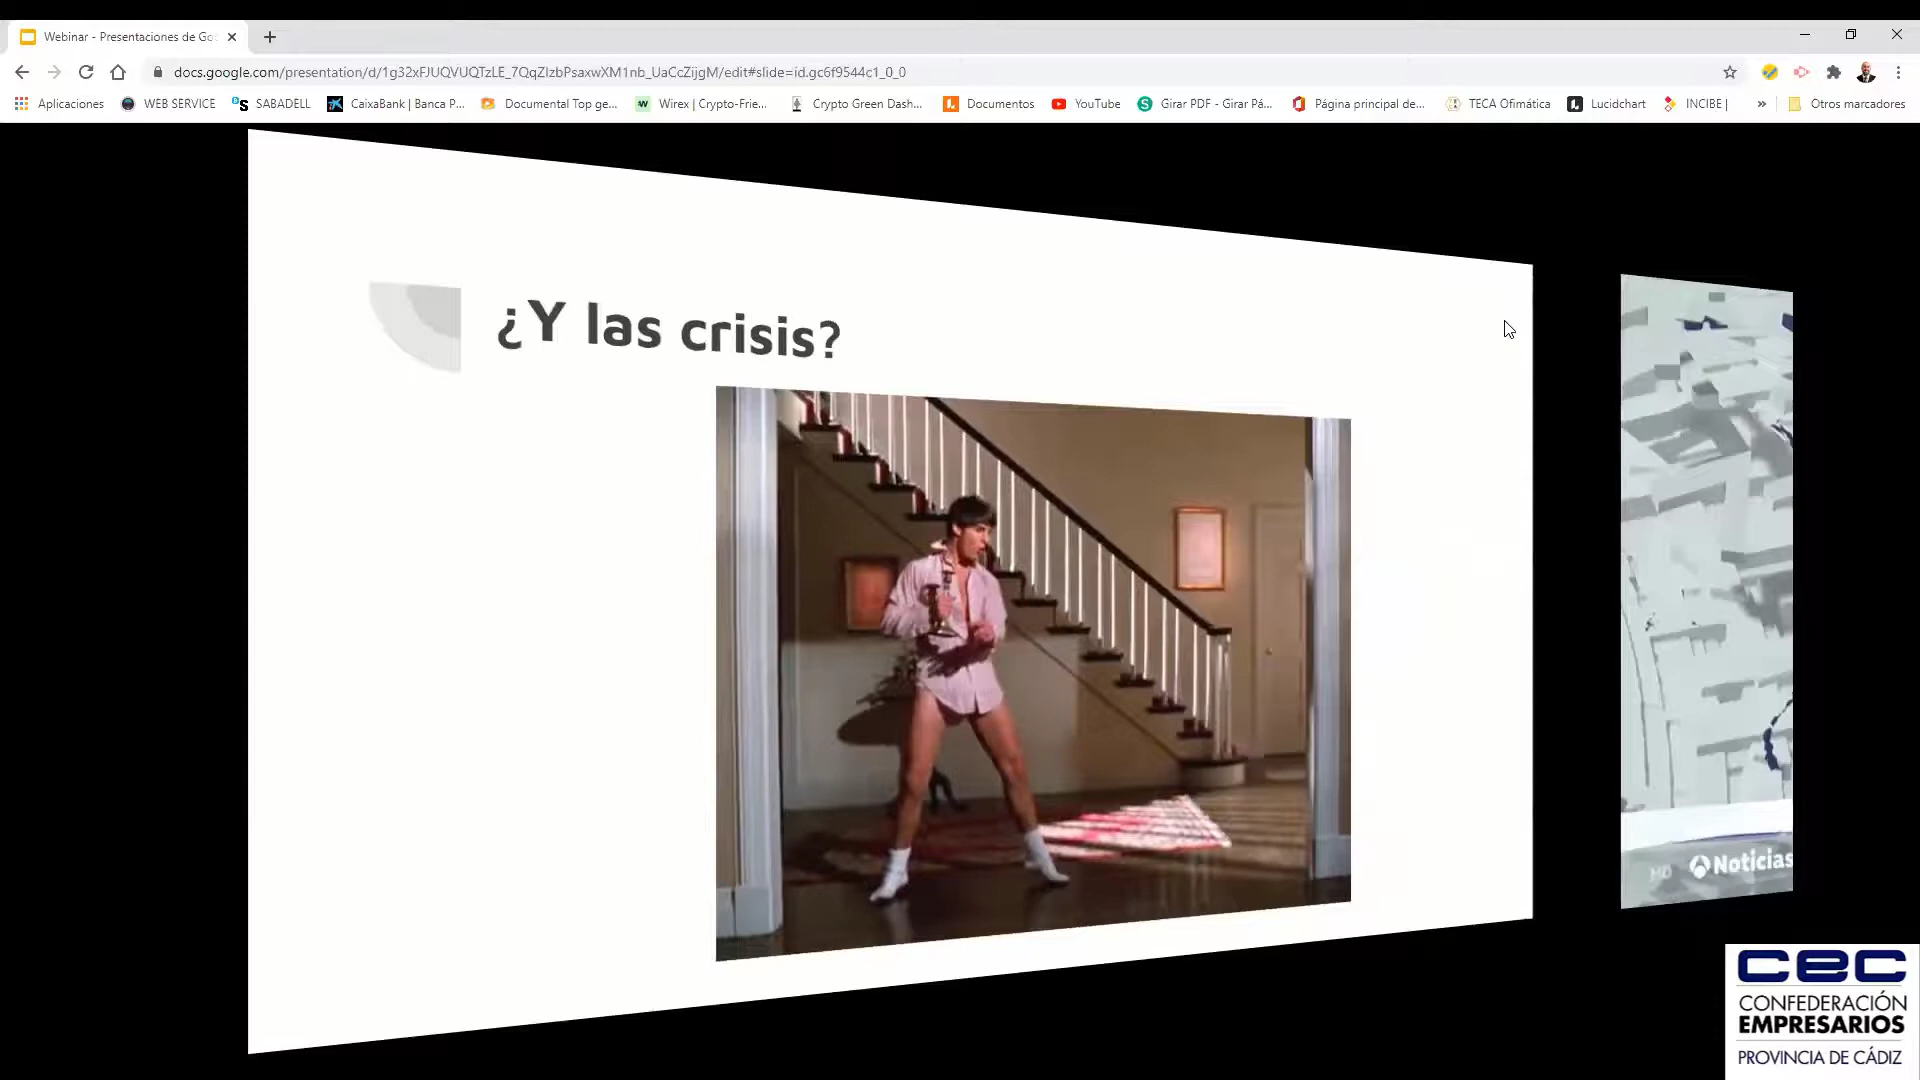 Webinar - Presentaciones de Go
docs.google.com/presentation/d/1g32xFJUQVUQTzLE_7QqZIzbPsaxwXM1nb_UaCcZijgM/edit#slide=id.gc6f9544c1_0_0
Aplicaciones WEB SERVICE SABADELL CaixaBank | Banca P... Documental Top ge... Wirex | Crypto-Frie... Crypto Green Dash... Documentos YouTube Girar PDF - Girar Pá... Página principal de... TECA Ofimática Lucidchart INCIBE | » Otros marcadores
¿Y las crisis?
HD Noticias
cec
CONFEDERACIÓN
EMPRESARIOS
PROVINCIA DE CÁDIZ